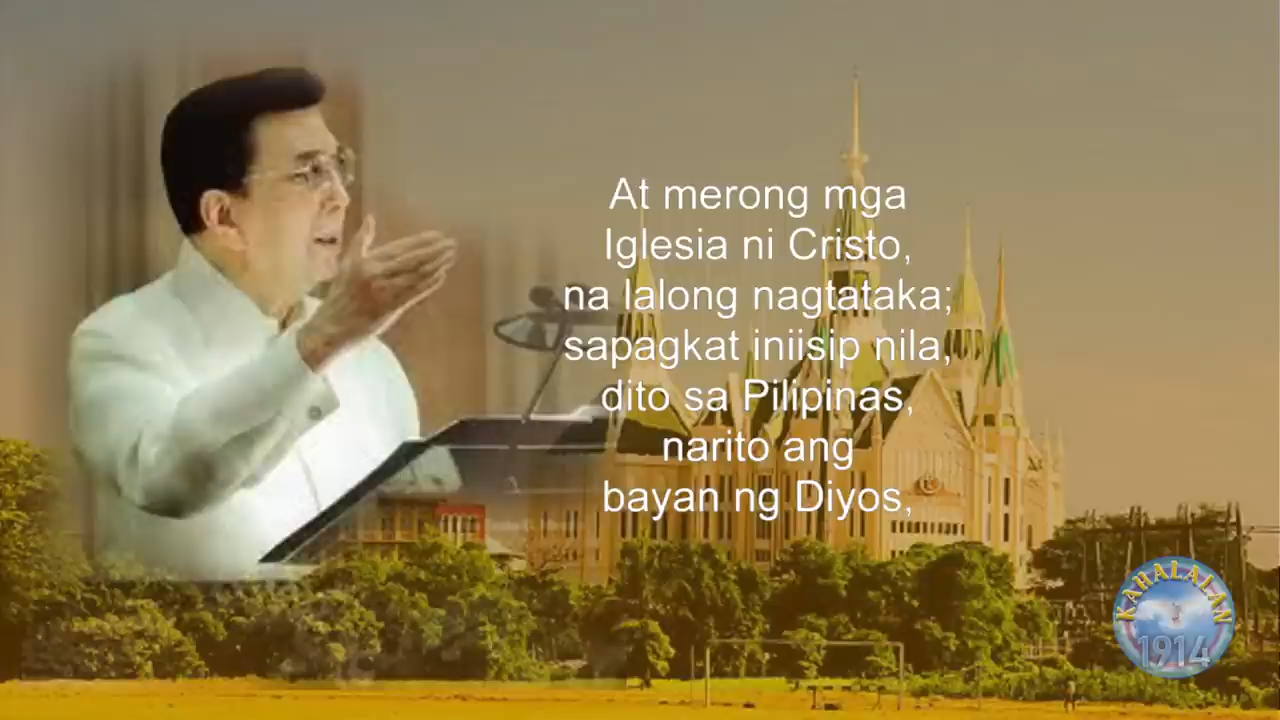 At merong mga
Iglesia ni Cristo,
na lalong nagtataka;
sapagkat iniisip nila,
dito sa Pilipinas,
narito ang
bayan ng Diyos,
KAHALALAN
1914